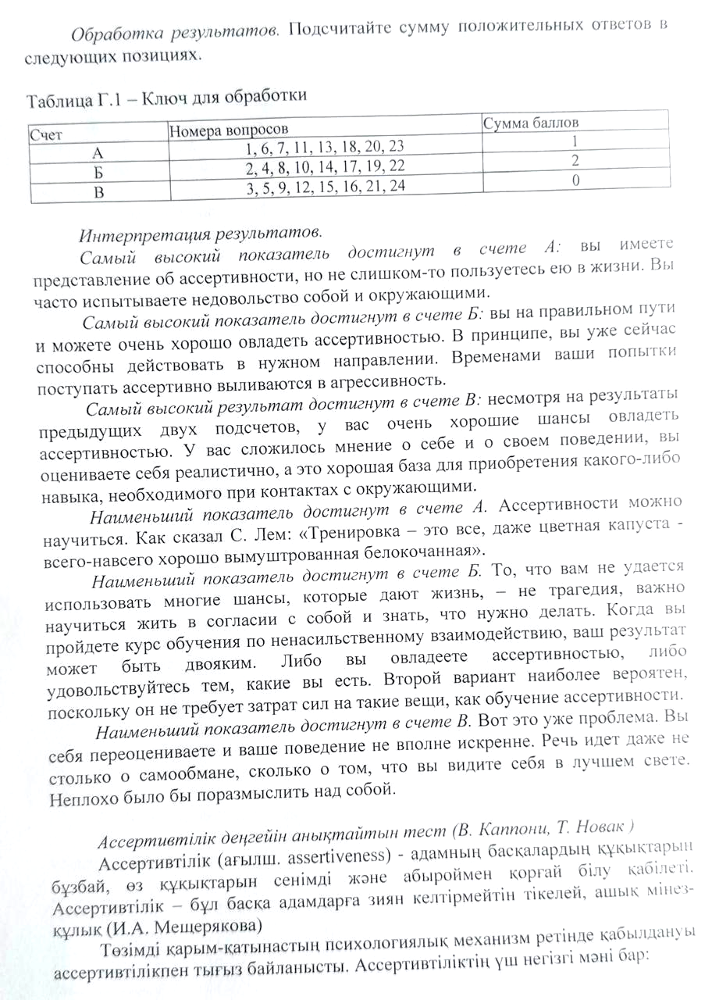 Обработка результатов. Подсчитайте сумму положительных ответов в
следующих позициях.
Таблица Г.1 – Ключ для обработки
Счет Номера вопросов Сумма баллов
А 1, 6, 7, 11, 13, 18, 20, 23 1
Б 2, 4, 8, 10, 14, 17, 19, 22 2
В 3, 5, 9, 12, 15, 16, 21, 24 0
Интерпретация результатов.
Самый высокий показатель достигнут в счете А: вы имеете
представление об ассертивности, но не слишком-то пользуетесь ею в жизни. Вы
часто испытываете недовольство собой и окружающими.
Самый высокий показатель достигнут в счете Б: вы на правильном пути
и можете очень хорошо овладеть ассертивностью. В принципе, вы уже сейчас
способны действовать в нужном направлении. Временами ваши попытки
поступать ассертивно выливаются в агрессивность.
Самый высокий результат достигнут в счете В: несмотря на результаты
предыдущих двух подсчетов, у вас очень хорошие шансы овладеть
ассертивностью. У вас сложилось мнение о себе и о своем поведении, вы
оцениваете себя реалистично, а это хорошая база для приобретения какого-либо
навыка, необходимого при контактах с окружающими.
Наименьший показатель достигнут в счете А. Ассертивности можно
научиться. Как сказал С. Лем: «Тренировка – это все, даже цветная капуста -
всего-навсего хорошо вымуштрованная белокочанная».
Наименьший показатель достигнут в счете Б. То, что вам не удается
использовать многие шансы, которые дают жизнь, – не трагедия, важно
научиться жить в согласии с собой и знать, что нужно делать. Когда вы
пройдете курс обучения по ненасильственному взаимодействию, ваш результат
может быть двояким. Либо вы овладеете ассертивностью, либо
удовольствуйтесь тем, какие вы есть. Второй вариант наиболее вероятен,
поскольку он не требует затрат сил на такие вещи, как обучение ассертивности.
Наименьший показатель достигнут в счете В. Вот это уже проблема. Вы
себя переоцениваете и ваше поведение не вполне искренне. Речь идет даже не
столько о самообмане, сколько о том, что вы видите себя в лучшем свете.
Неплохо было бы поразмыслить над собой.
Ассертивтілік деңгейін анықтайтын тест (В. Каппони, Т. Новак )
Ассертивтілік (ағылш. assertiveness) - адамның басқалардың құқықтарын
бұзбай, өз құқықтарын сенімді және абыроймен қорғай білу қабілеті.
Ассертивтілік – бұл басқа адамдарға зиян келтірмейтін тікелей, ашық мінез-
құлық (И.А. Мещерякова)
Төзімді қарым-қатынастың психологиялық механизм ретінде қабылдануы
ассертивтілікпен тығыз байланысты. Ассертивтіліктің үш негізгі мәні бар: